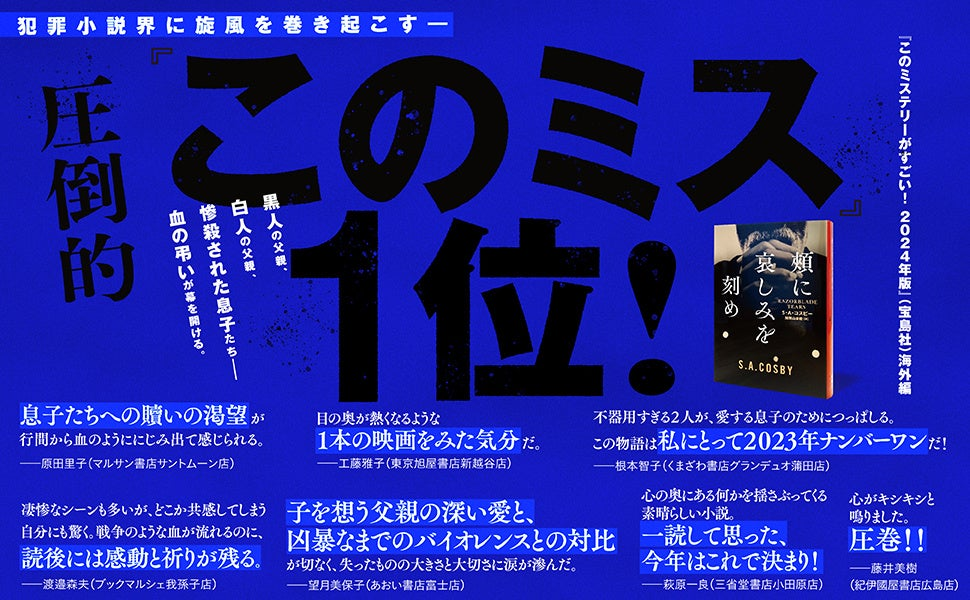 犯罪小説界に旋風を巻き起こす―
圧倒的
『このミス』
1位!
『このミステリーがすごい! 2024年版』(宝島社)海外編
黒人の父親、
白人の父親、
惨殺された息子たち――
血の弔いが幕を開ける。
頬に
哀しみを
刻め
RAZORBLADE
TEARS
S・A・コスビー
S.A.COSBY
息子たちへの贖いの渇望が
行間から血のようににじみ出て感じられる。
――原田里子(マルサン書店サントムーン店)
目の奥が熱くなるような
1本の映画をみた気分だ。
――工藤雅子(東京旭屋書店新越谷店)
不器用すぎる2人が、愛する息子のためにつっぱしる。
この物語は私にとって2023年ナンバーワンだ!
――根本智子(くまざわ書店グランデュオ蒲田店)
凄惨なシーンも多いが、どこか共感してしまう
自分にも驚く。戦争のような血が流れるのに、
読後には感動と祈りが残る。
――渡邉森夫(ブックマルシェ我孫子店)
子を想う父親の深い愛と、
凶暴なまでのバイオレンスとの対比
が切なく、失ったものの大きさと大切さに涙が滲んだ。
――望月美保子(あおい書店富士店)
心の奥にある何かを揺さぶってくる
素晴らしい小説。
一読して思った、
今年はこれで決まり!
――萩原一良(三省堂書店小田原店)
心がキシキシと
鳴りました。
圧巻!!
――藤井美樹
(紀伊國屋書店広島店)